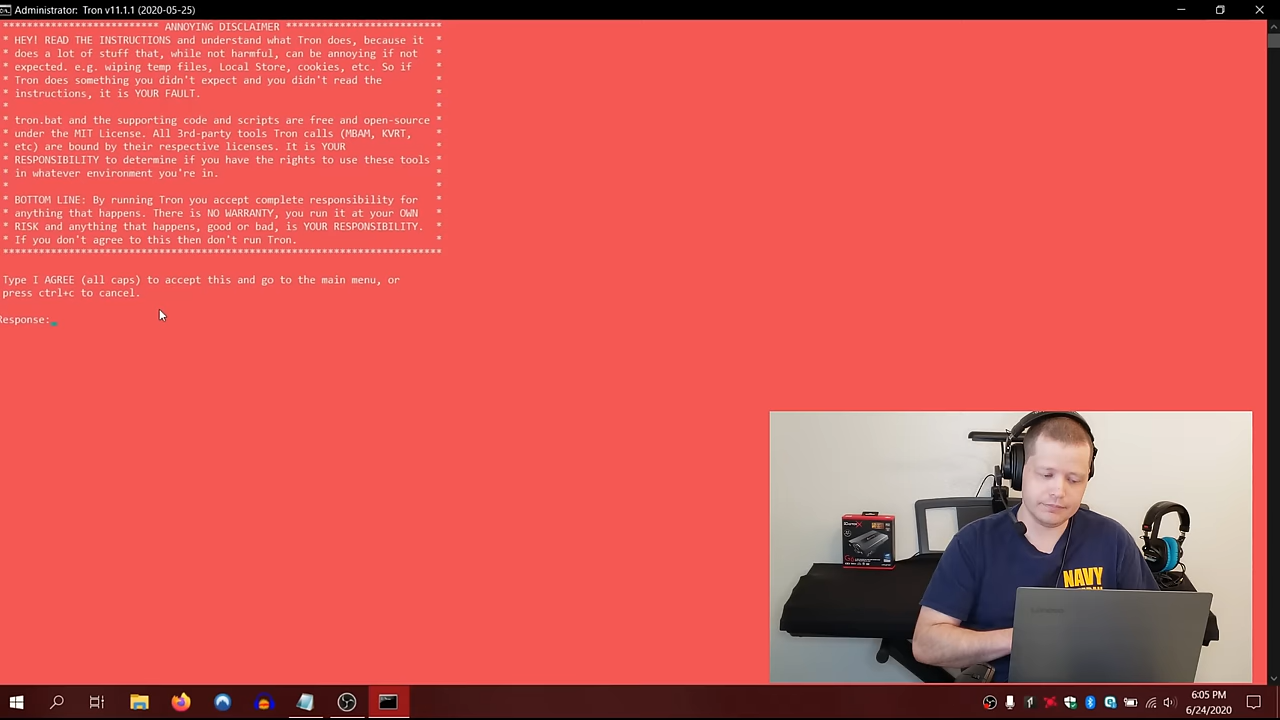 Administrator: Tron v11.1.1 (2020-05-25)
************************** ANNOYING DISCLAIMER **************************
* HEY! READ THE INSTRUCTIONS and understand what Tron does, because it *
* does a lot of stuff that, while not harmful, can be annoying if not *
* expected. e.g. wiping temp files, Local Store, cookies, etc. So if *
* Tron does something you didn't expect and you didn't read the *
* instructions, it is YOUR FAULT. *
* *
* tron.bat and the supporting code and scripts are free and open-source *
* under the MIT License. All 3rd-party tools Tron calls (MBAM, KVRT, *
* etc) are bound by their respective licenses. It is YOUR *
* RESPONSIBILITY to determine if you have the rights to use these tools *
* in whatever environment you're in. *
* *
* BOTTOM LINE: By running Tron you accept complete responsibility for *
* anything that happens. There is NO WARRANTY, you run it at your OWN *
* RISK and anything that happens, good or bad, is YOUR RESPONSIBILITY. *
* If you don't agree to this then don't run Tron. *
*************************************************************************
Type I AGREE (all caps) to accept this and go to the main menu, or
press ctrl+c to cancel.
Response:
NAVY
6:05 PM
6/24/2020